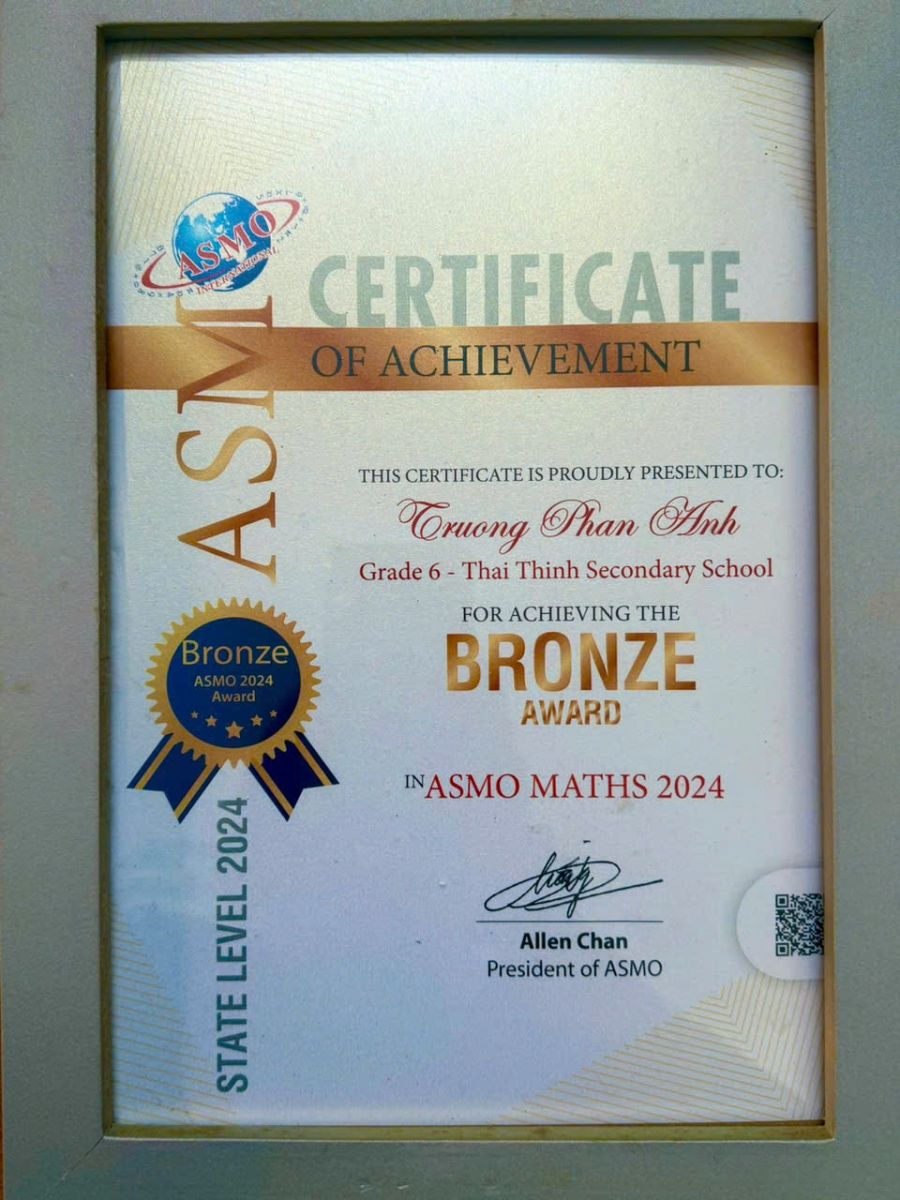 ASMO
INTERNATIONAL
CERTIFICATE
OF ACHIEVEMENT
ASM
THIS CERTIFICATE IS PROUDLY PRESENTED TO:
Truong Phan Anh
Grade 6 - Thai Thinh Secondary School
FOR ACHIEVING THE
BRONZE
AWARD
Bronze
ASMO 2024
Award
IN ASMO MATHS 2024
STATE LEVEL 2024
Allen Chan
President of ASMO